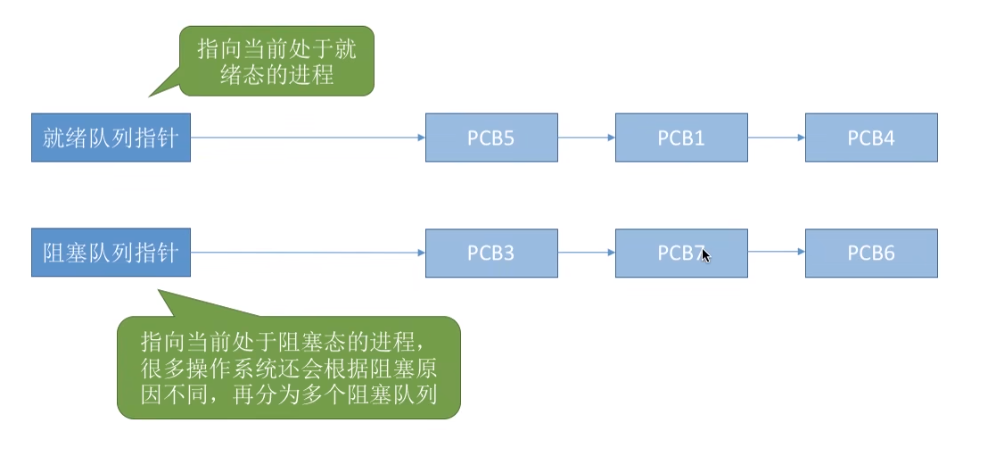 指向当前处于就
绪态的进程
就绪队列指针
PCB5
PCB1
PCB4
阻塞队列指针
PCB3
PCB7
PCB6
指向当前处于阻塞态的进程，
很多操作系统还会根据阻塞原
因不同，再分为多个阻塞队列